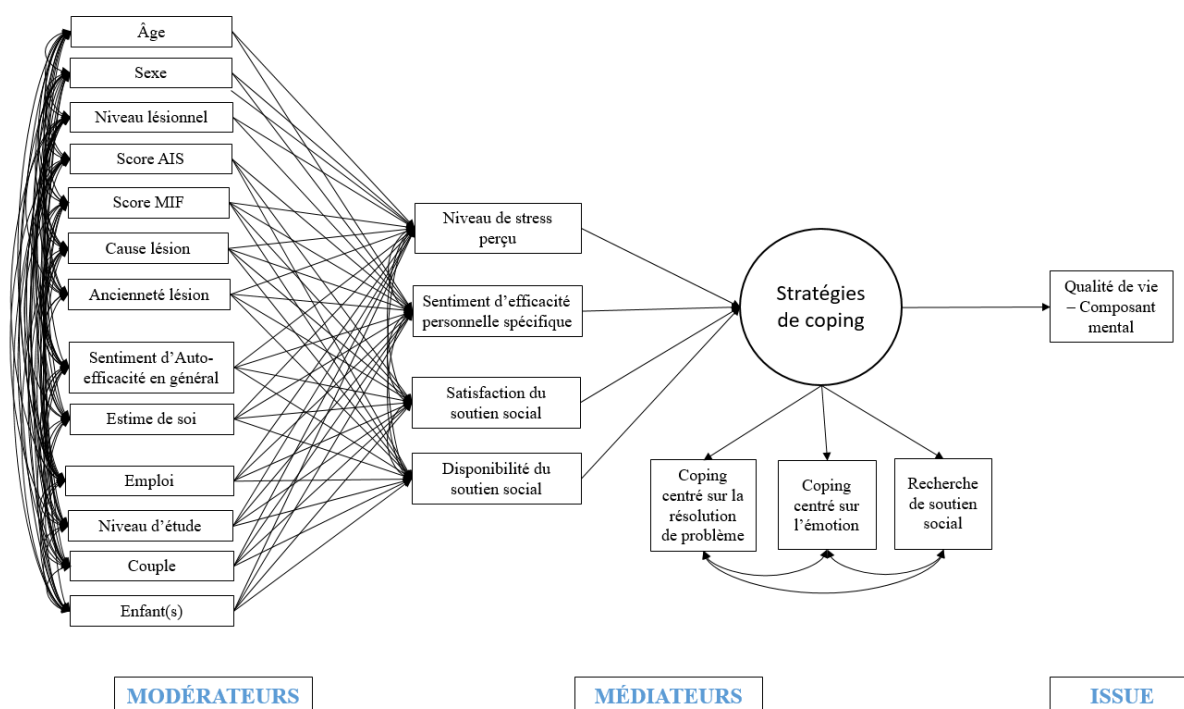 Âge
Sexe
Niveau lésionnel
Score AIS
Score MIF
Cause lésion
Ancienneté lésion
Sentiment d'Auto-
efficacité en général
Estime de soi
Emploi
Niveau d'étude
Couple
Enfant(s)
Niveau de stress
perçu
Sentiment d'efficacité
personnelle spécifique
Satisfaction du
soutien social
Disponibilité du
soutien social
Stratégies
de coping
Coping
centré sur la
résolution
de problème
Coping
centré sur
l'émotion
Recherche
de soutien
social
Qualité de vie
– Composant
mental
MODÉRATEURS
MÉDIATEURS
ISSUE